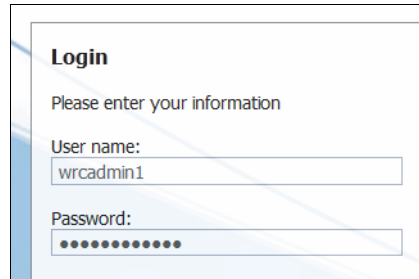 Login
Please enter your information
User name:
wrcadmin1
Password:
●●●●●●●●●●●●